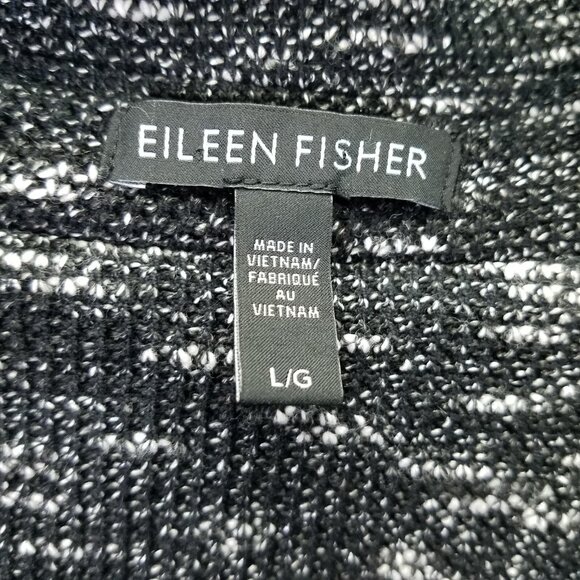 EILEEN FISHER
MADE IN
VIETNAM/
FABRIQUÉ
AU
VIETNAM
L/G